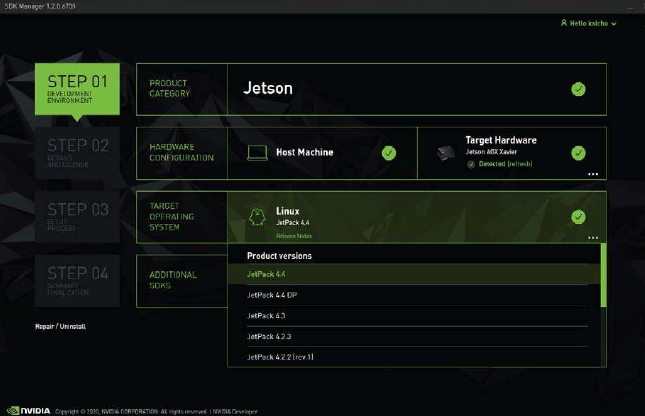 SDK Manager 1.2.0.6738
Hello kaichu
STEP 01
DEVELOPMENT
ENVIRONMENT
PRODUCT
CATEGORY
Jetson
STEP 02
DETAILS
AND LICENSE
HARDWARE
CONFIGURATION
Host Machine
Target Hardware
Jetson AGX Xavier
Detected (refresh)
...
STEP 03
SETUP
PROCESS
TARGET
OPERATING
SYSTEM
Linux
JetPack 4.4
Release Notes
...
STEP 04
SUMMARY
FINALIZATION
ADDITIONAL
SDKS
Product versions
JetPack 4.4
JetPack 4.4 DP
JetPack 4.3
JetPack 4.2.3
JetPack 4.2.2 (rev.1)
Repair / Uninstall
NVIDIA. Copyright © 2020, NVIDIA CORPORATION. All rights reserved. | NVIDIA Developer